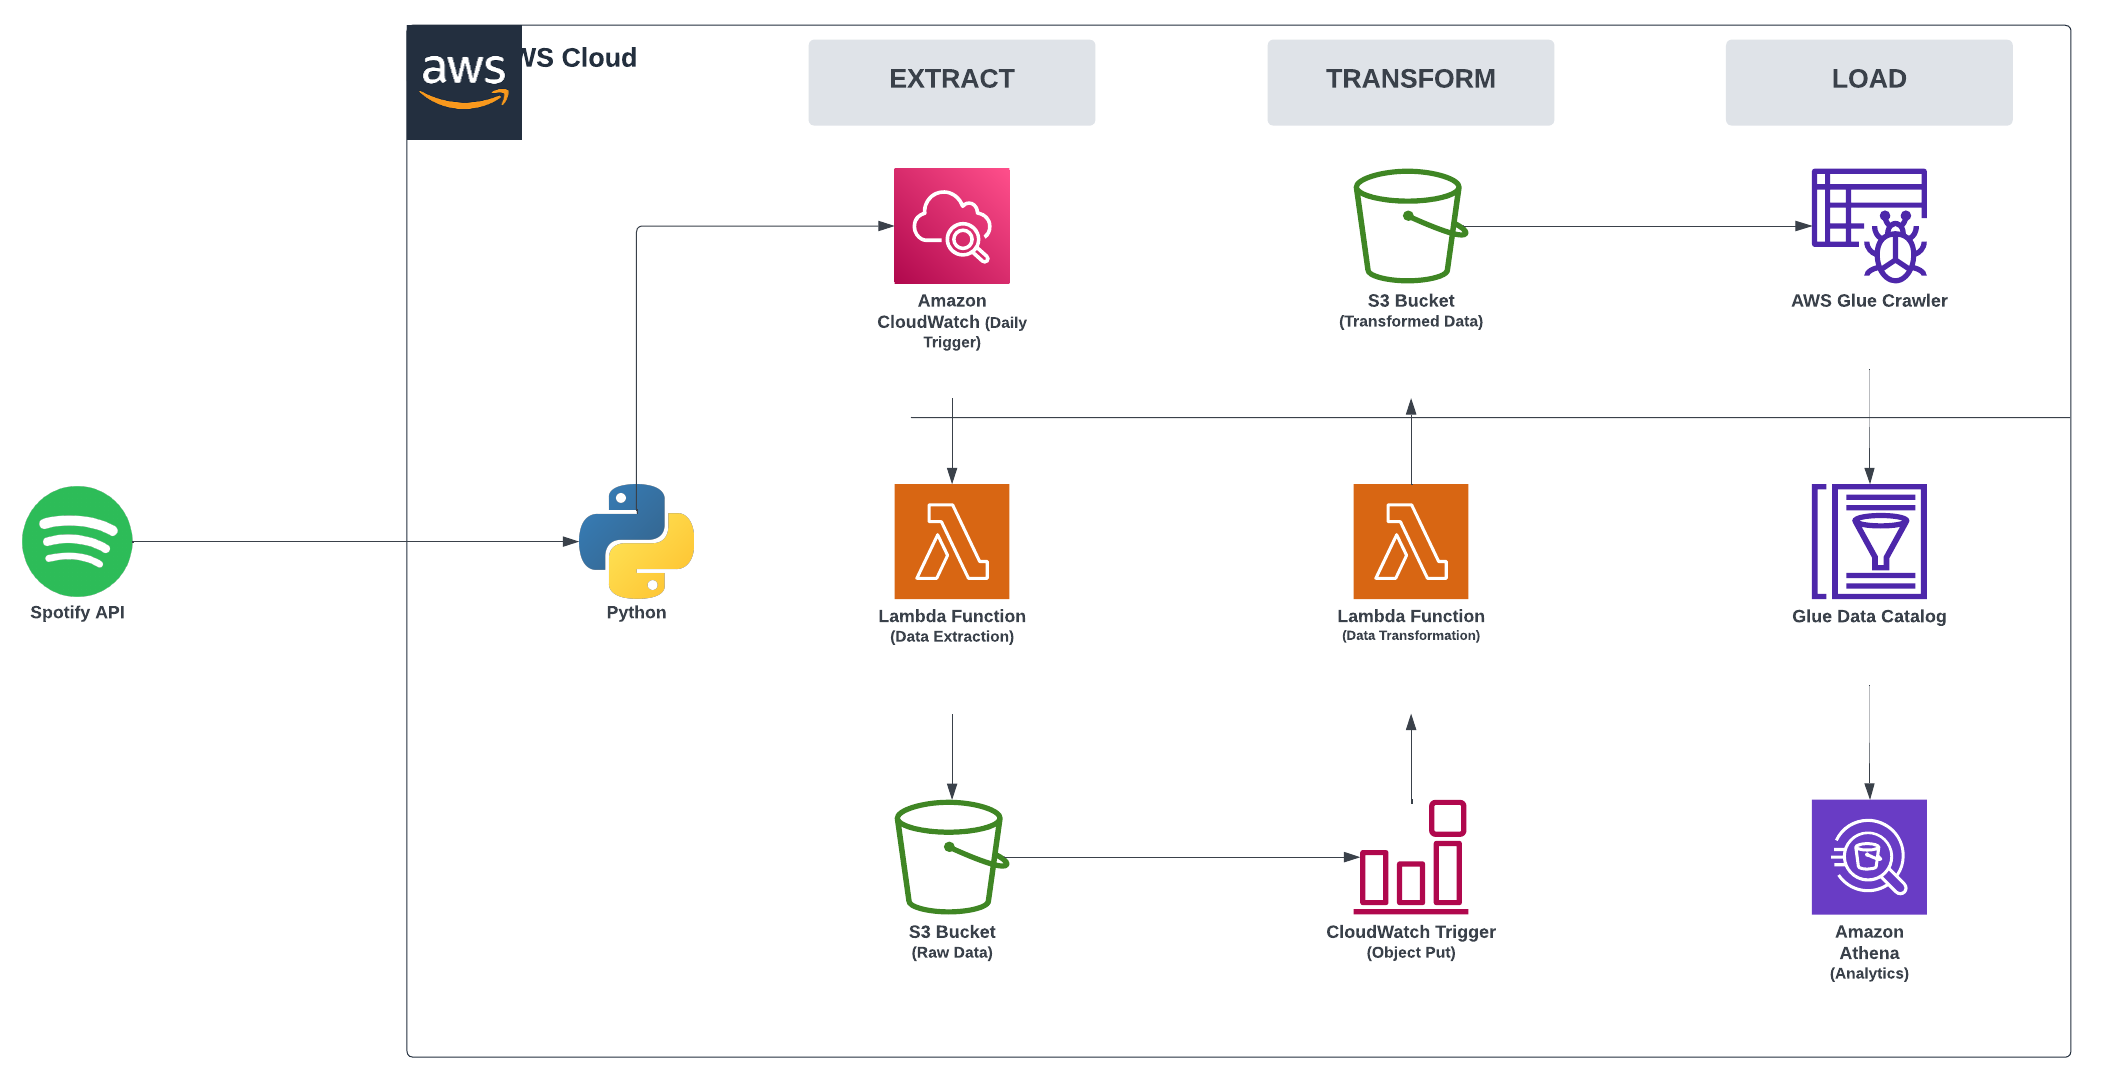 aws
WS Cloud
EXTRACT
TRANSFORM
LOAD
Amazon
CloudWatch (Daily
Trigger)
S3 Bucket
(Transformed Data)
AWS Glue Crawler
Spotify API
Python
Lambda Function
(Data Extraction)
Lambda Function
(Data Transformation)
Glue Data Catalog
S3 Bucket
(Raw Data)
CloudWatch Trigger
(Object Put)
Amazon
Athena
(Analytics)